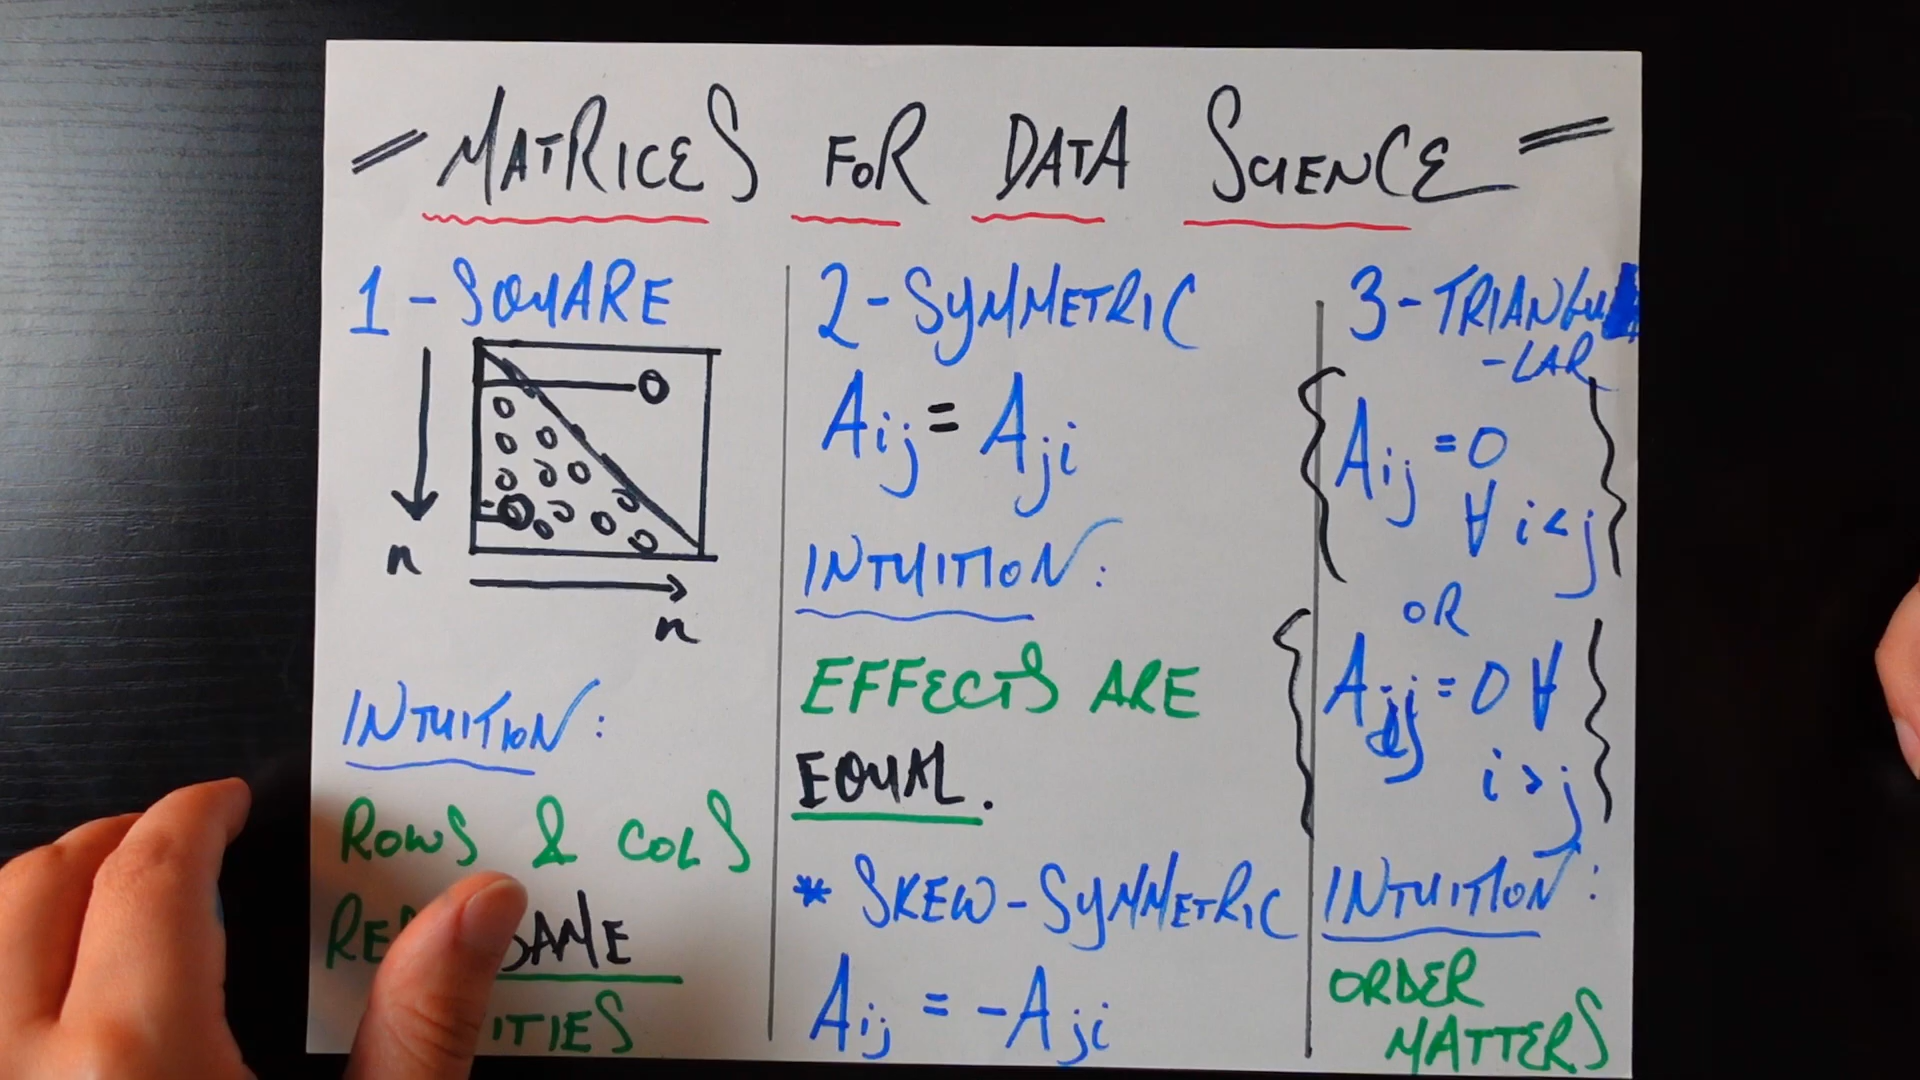 MATRICES FOR DATA SCIENCE
1 - SQUARE
n
n
INTUITION:
ROWS & COLS
SAME
2 - SYMMETRIC
Aij = Aji
INTUITION:
EFFECTS ARE
EQUAL.
* SKEW-SYMMETRIC
Aij = -Aji
3 - TRIANGU
-LAR
Aij = 0
∀ i < j
OR
Aij = 0 ∀
i > j
INTUITION:
ORDER
MATTERS